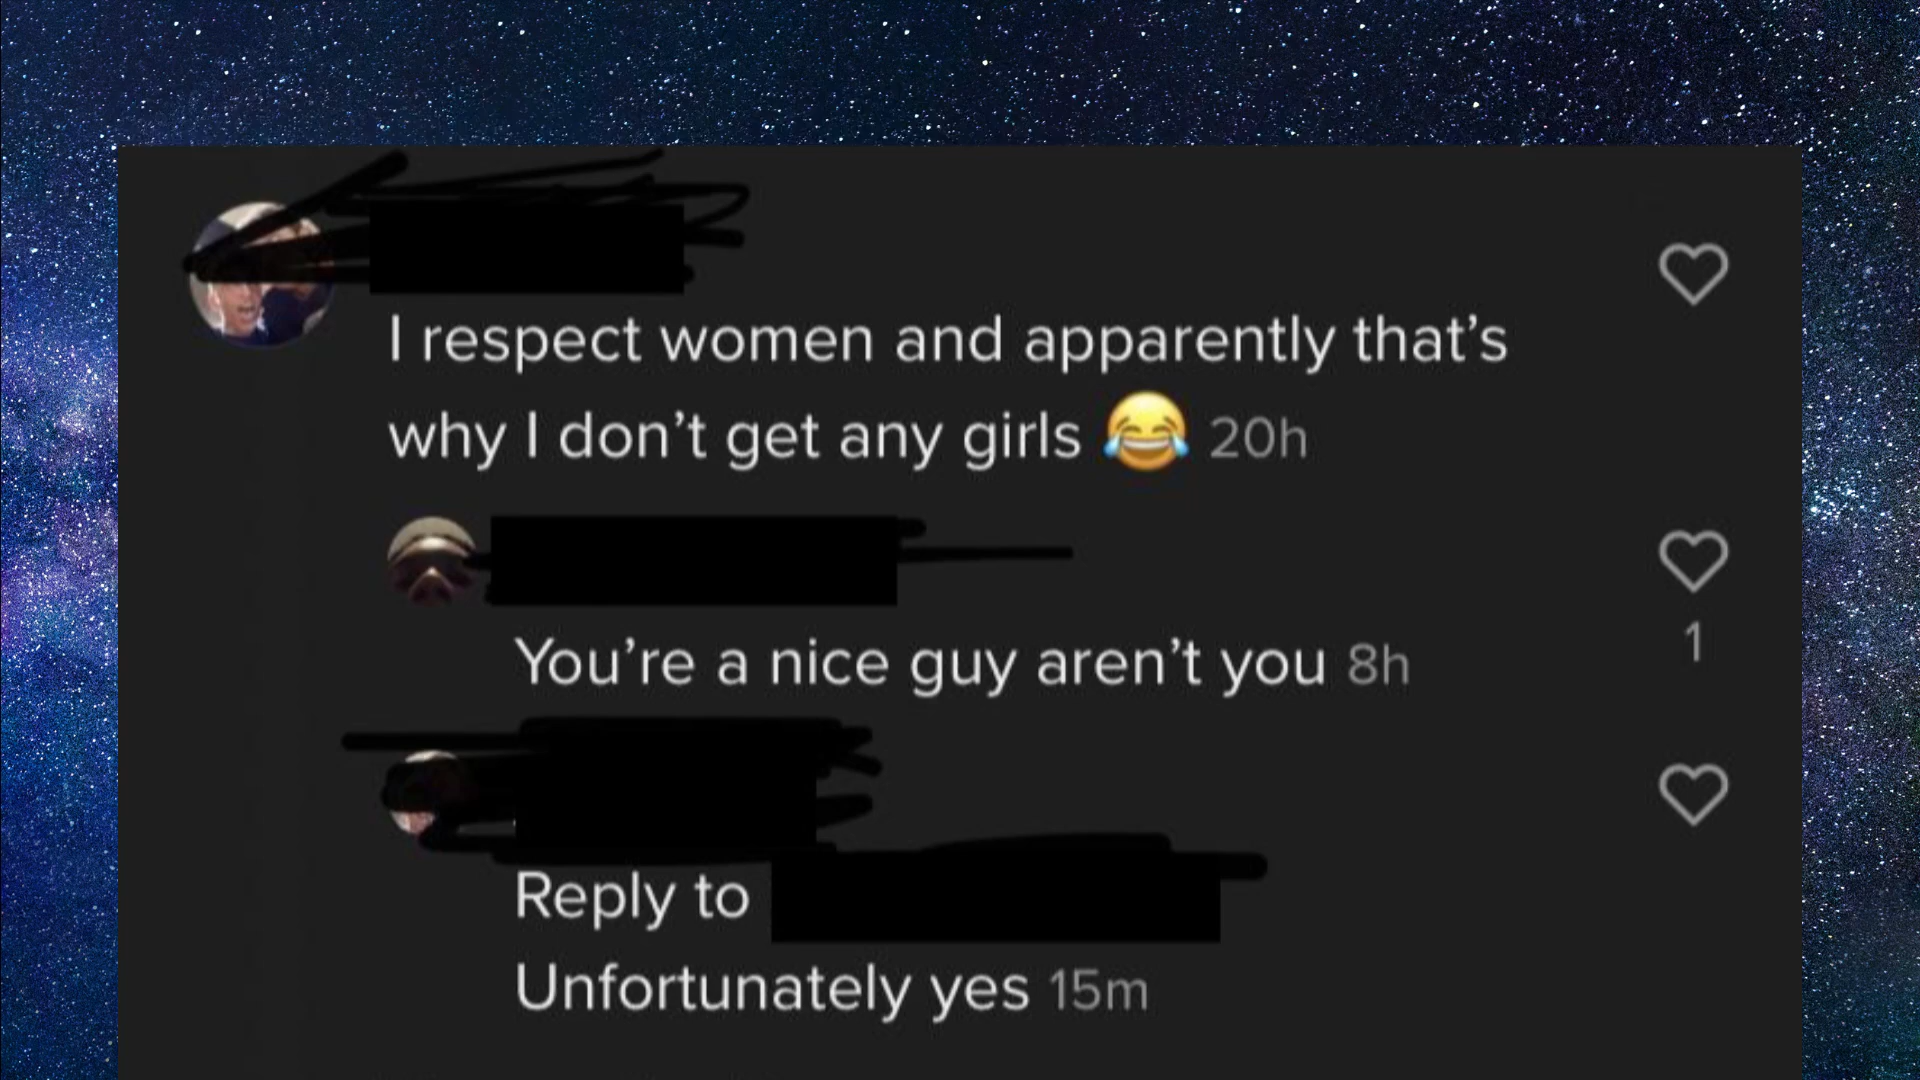 I respect women and apparently that's
why I don't get any girls 😂 20h
You're a nice guy aren't you 8h
1
Reply to
Unfortunately yes 15m